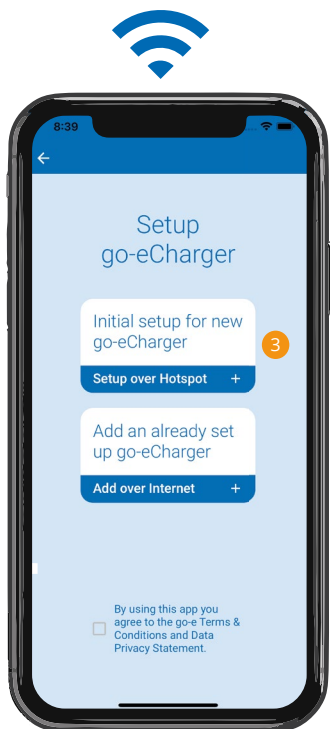 8:39
Setup
go-eCharger
Initial setup for new
go-eCharger
3
Setup over Hotspot +
Add an already set
up go-eCharger
Add over Internet +
By using this app you
agree to the go-e Terms &
Conditions and Data
Privacy Statement.